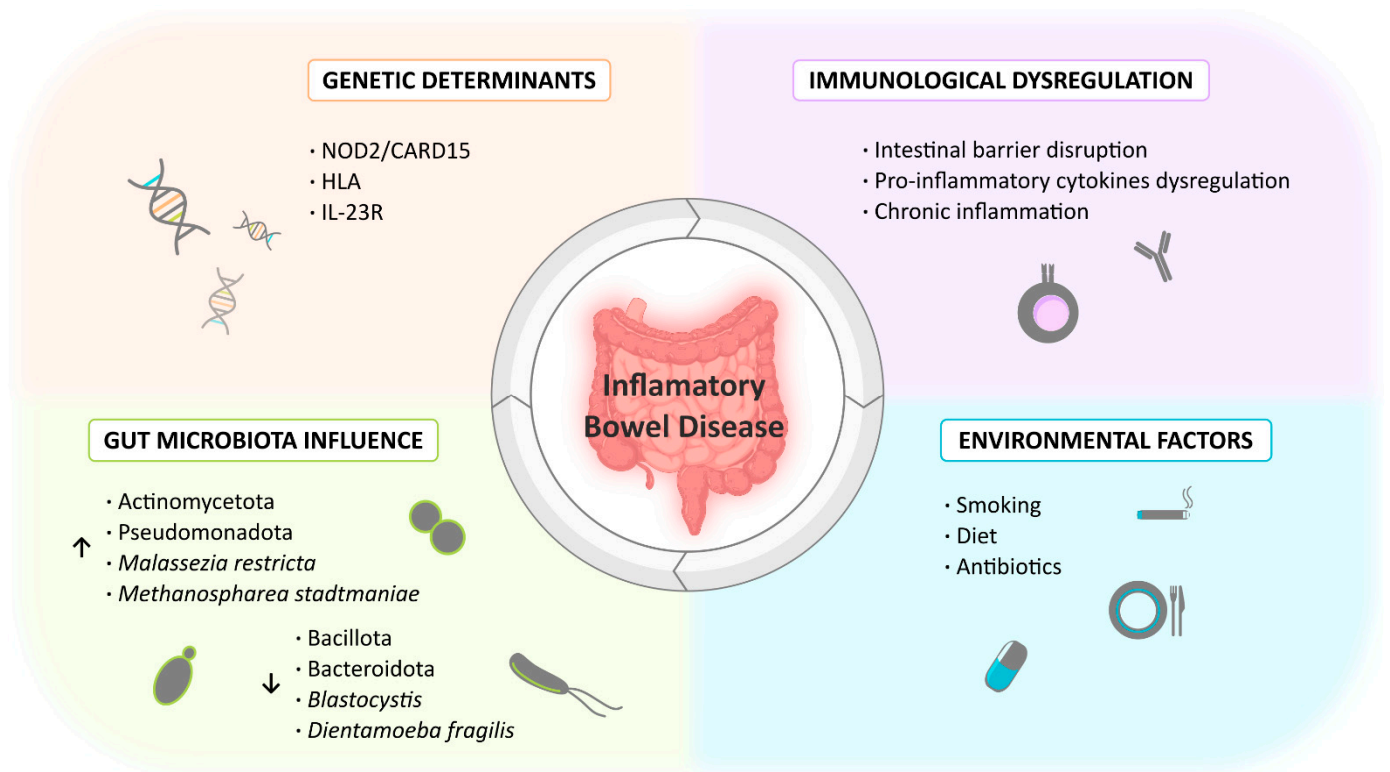 GENETIC DETERMINANTS
· NOD2/CARD15
· HLA
· IL-23R
IMMUNOLOGICAL DYSREGULATION
· Intestinal barrier disruption
· Pro-inflammatory cytokines dysregulation
· Chronic inflammation
Inflamatory
Bowel Disease
GUT MICROBIOTA INFLUENCE
↑
· Actinomycetota
· Pseudomonadota
· Malassezia restricta
· Methanospharea stadtmaniae
↓
· Bacillota
· Bacteroidota
· Blastocystis
· Dientamoeba fragilis
ENVIRONMENTAL FACTORS
· Smoking
· Diet
· Antibiotics